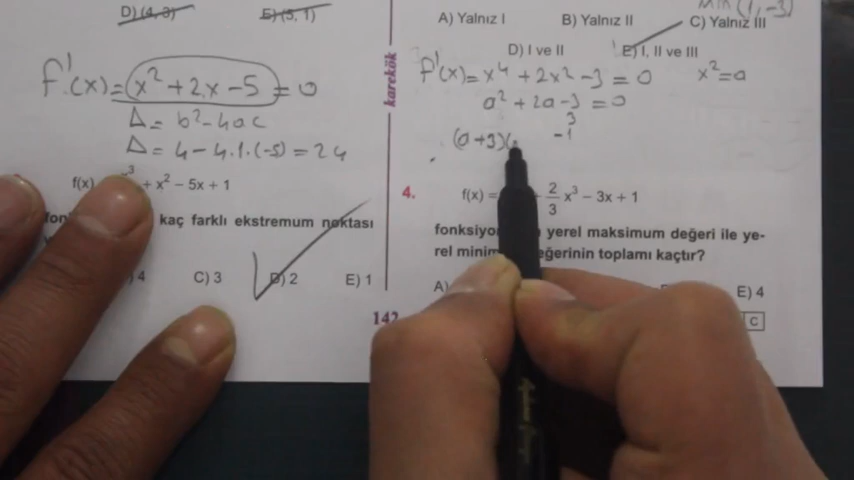 D) (4, 3)
E) (5, 1)
f'(x) = x² + 2x - 5 = 0
Δ = b² - 4ac
Δ = 4 - 4.1.(-5) = 24
f(x) + x² − 5x + 1
kaç farklı ekstremum noktası
4 C) 3 D) 2 E) 1
142
karekök
A) Yalnız I B) Yalnız II C) Yalnız III
D) I ve II E) I, II ve III
f'(x) = x⁴ + 2x² - 3 = 0 x² = a
a² + 2a - 3 = 0
3
-1
(a + 3)(
4. f(x) = 2/3 x³ − 3x + 1
yerel maksimum değeri ile ye-
rel toplamı kaçtır?
A) E) 4
C